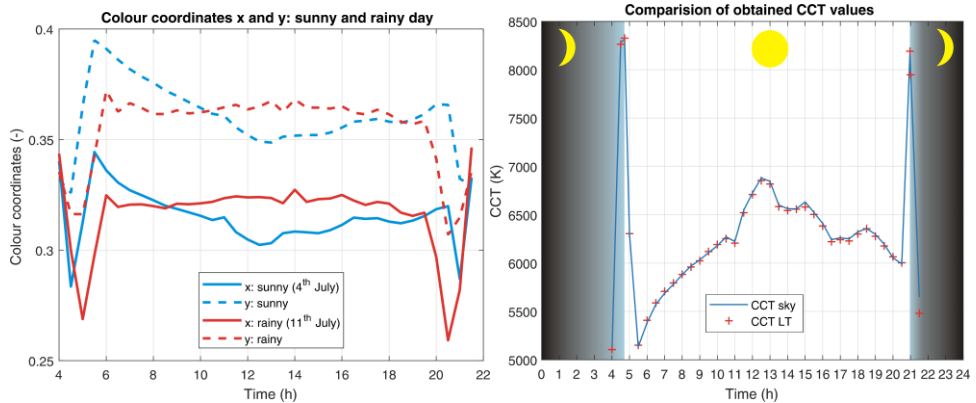 Colour coordinates x and y: sunny and rainy day
0.4
0.35
0.3
0.25
Colour coordinates (-)
x: sunny (4th July)
y: sunny
x: rainy (11th July)
y: rainy
4 6 8 10 12 14 16 18 20 22
Time (h)
Comparision of obtained CCT values
8500
8000
7500
7000
6500
6000
5500
5000
CCT (K)
CCT sky
CCT LT
0 1 2 3 4 5 6 7 8 9 10 11 12 13 14 15 16 17 18 19 20 21 22 23 24
Time (h)